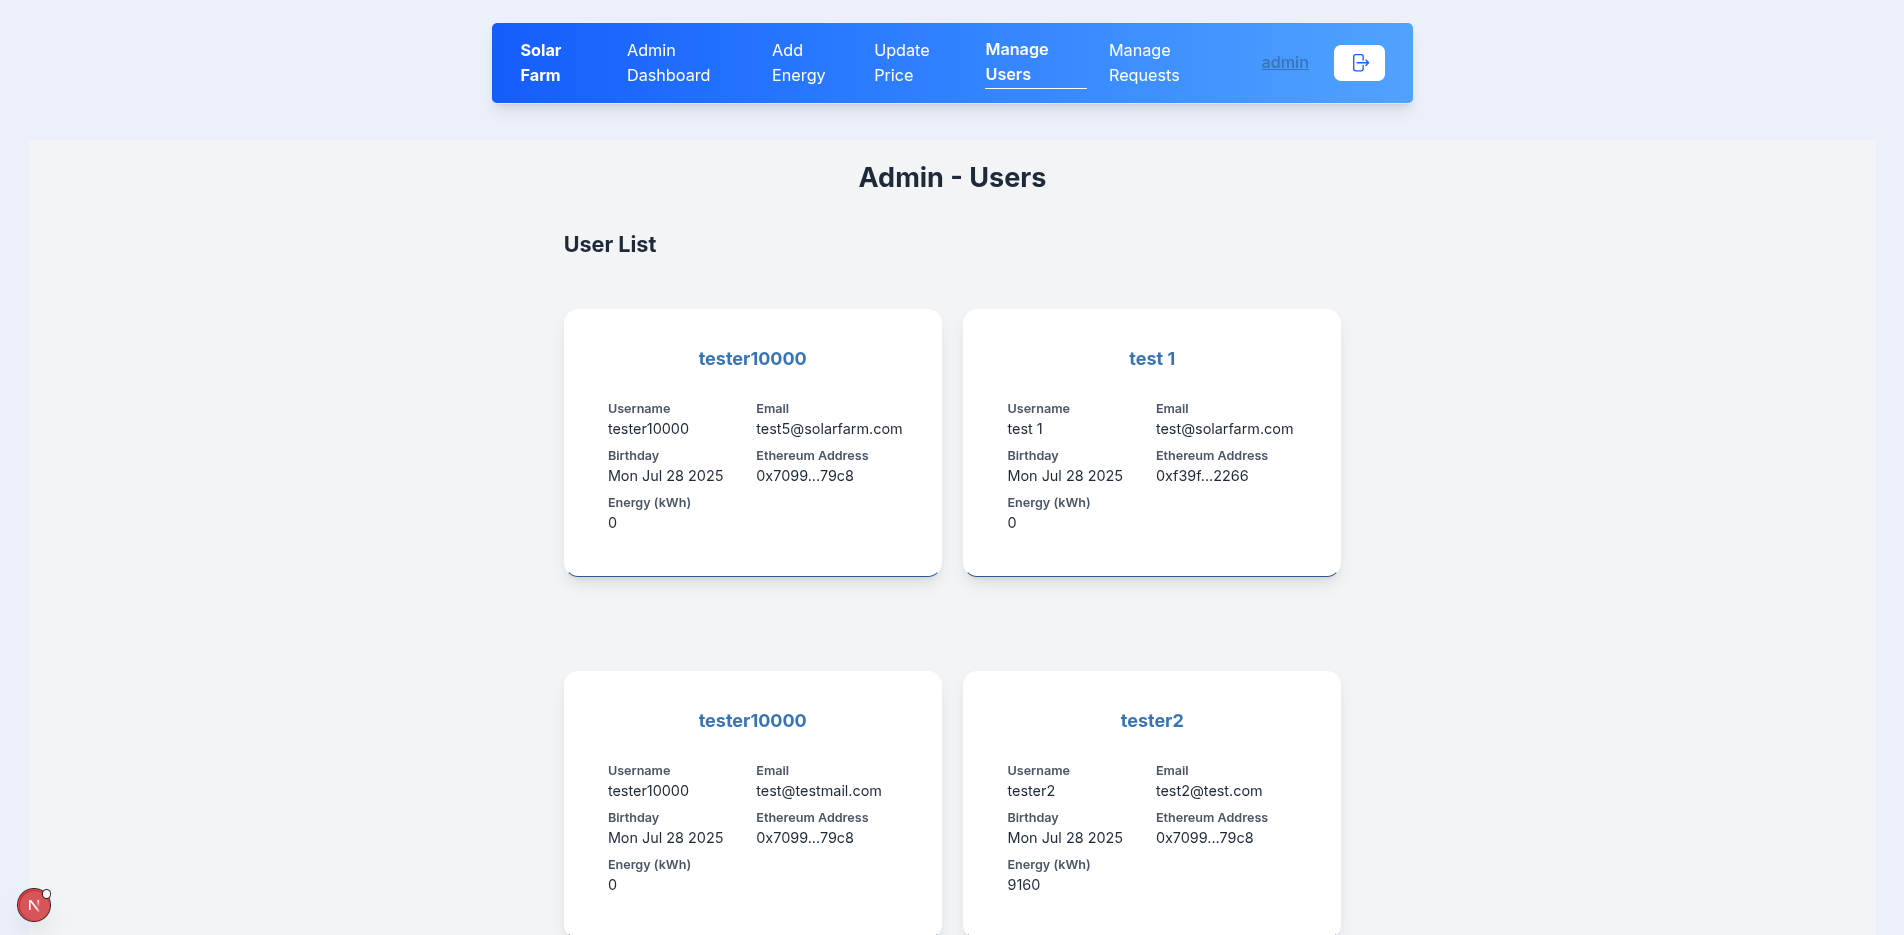 Solar Farm
Admin Dashboard
Add Energy
Update Price
Manage Users
Manage Requests
admin
Admin - Users
User List
tester10000
Username
tester10000
Email
test5@solarfarm.com
Birthday
Mon Jul 28 2025
Ethereum Address
0x7099...79c8
Energy (kWh)
0
test 1
Username
test 1
Email
test@solarfarm.com
Birthday
Mon Jul 28 2025
Ethereum Address
0xf39f...2266
Energy (kWh)
0
tester10000
Username
tester10000
Email
test@testmail.com
Birthday
Mon Jul 28 2025
Ethereum Address
0x7099...79c8
Energy (kWh)
0
tester2
Username
tester2
Email
test2@test.com
Birthday
Mon Jul 28 2025
Ethereum Address
0x7099...79c8
Energy (kWh)
9160
N